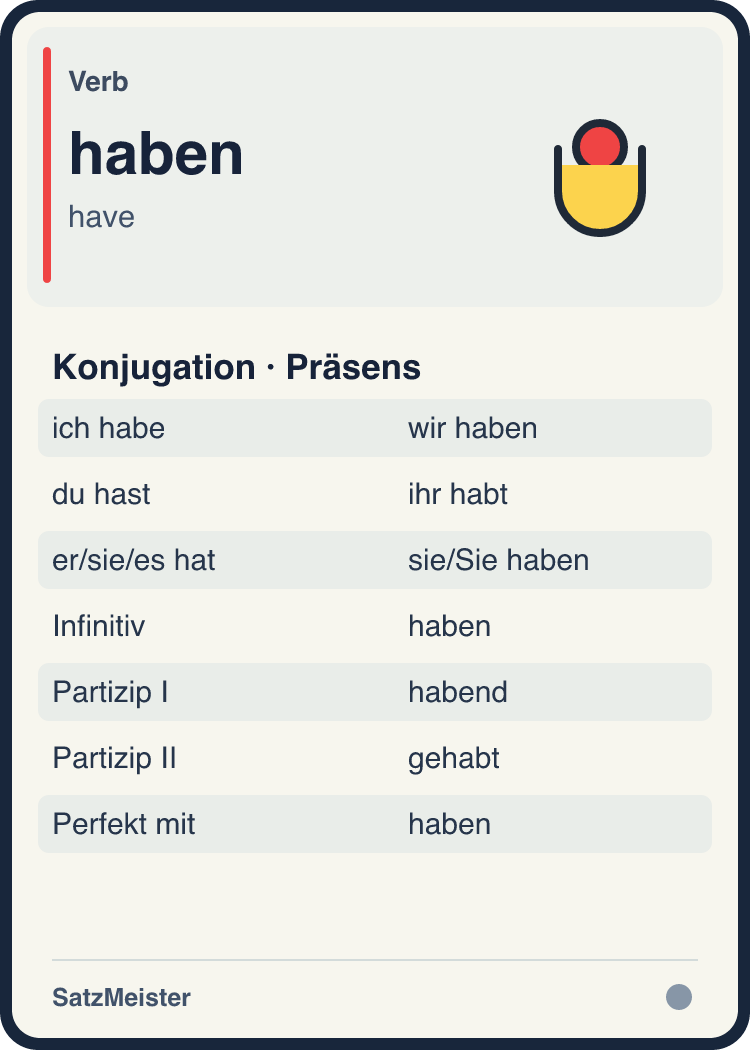 Verb
haben
have
Konjugation · Präsens
ich habe wir haben
du hast ihr habt
er/sie/es hat sie/Sie haben
Infinitiv haben
Partizip I habend
Partizip II gehabt
Perfekt mit haben
SatzMeister